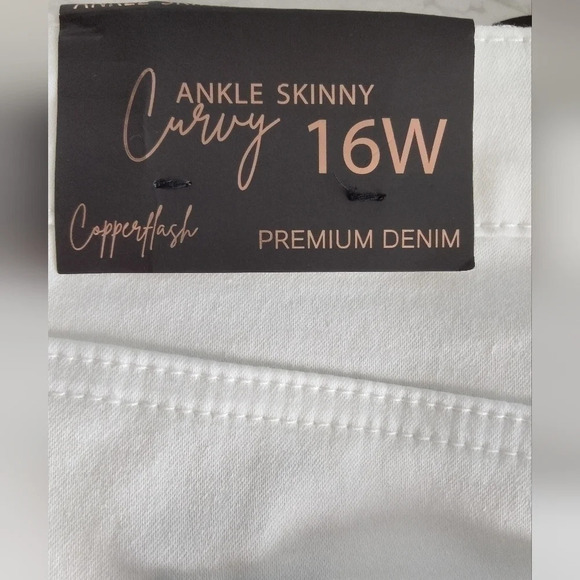 ANKLE SKINNY
Curvy 16W
Copperflash PREMIUM DENIM